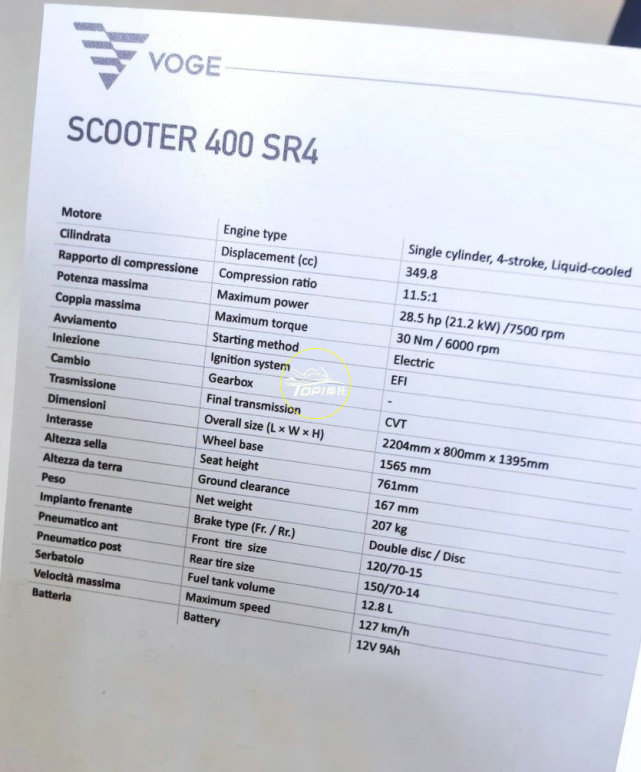 VOGE
SCOOTER 400 SR4
Motore Engine type Single cylinder, 4-stroke, Liquid-cooled
Cilindrata Displacement (cc) 349.8
Rapporto di compressione Compression ratio 11.5:1
Potenza massima Maximum power 28.5 hp (21.2 kW) /7500 rpm
Coppia massima Maximum torque 30 Nm / 6000 rpm
Avviamento Starting method Electric
Iniezione Ignition system EFI
Cambio Gearbox -
Trasmissione Final transmission CVT
Dimensioni Overall size (L × W × H) 2204mm x 800mm x 1395mm
Interasse Wheel base 1565 mm
Altezza sella Seat height 761mm
Altezza da terra Ground clearance 167 mm
Peso Net weight 207 kg
Impianto frenante Brake type (Fr. / Rr.) Double disc / Disc
Pneumatico ant Front tire size 120/70-15
Pneumatico post Rear tire size 150/70-14
Serbatoio Fuel tank volume 12.8 L
Velocità massima Maximum speed 127 km/h
Batteria Battery 12V 9Ah
TOP/摩托